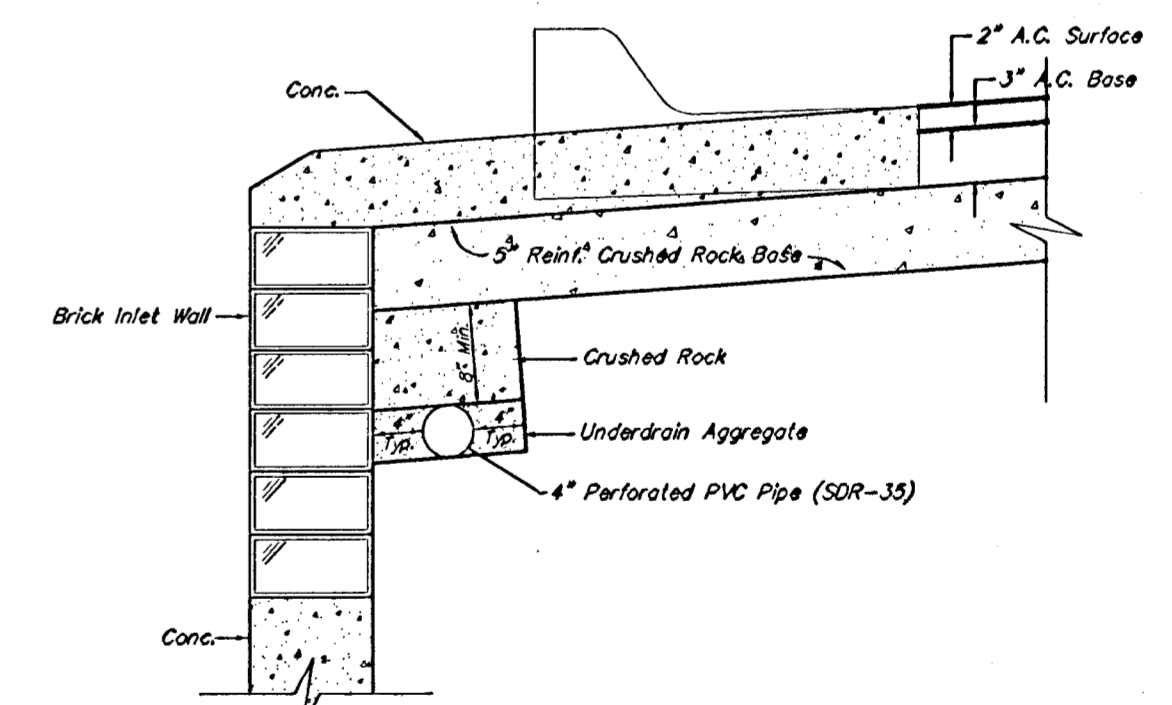 2" A.C. Surface
3" A.C. Base
Conc.
5" Reinf. Crushed Rock Base
Brick Inlet Wall
8" Min.
Crushed Rock
4" 4"
Typ. Typ.
Underdrain Aggregate
4" Perforated PVC Pipe (SDR-35)
Conc.